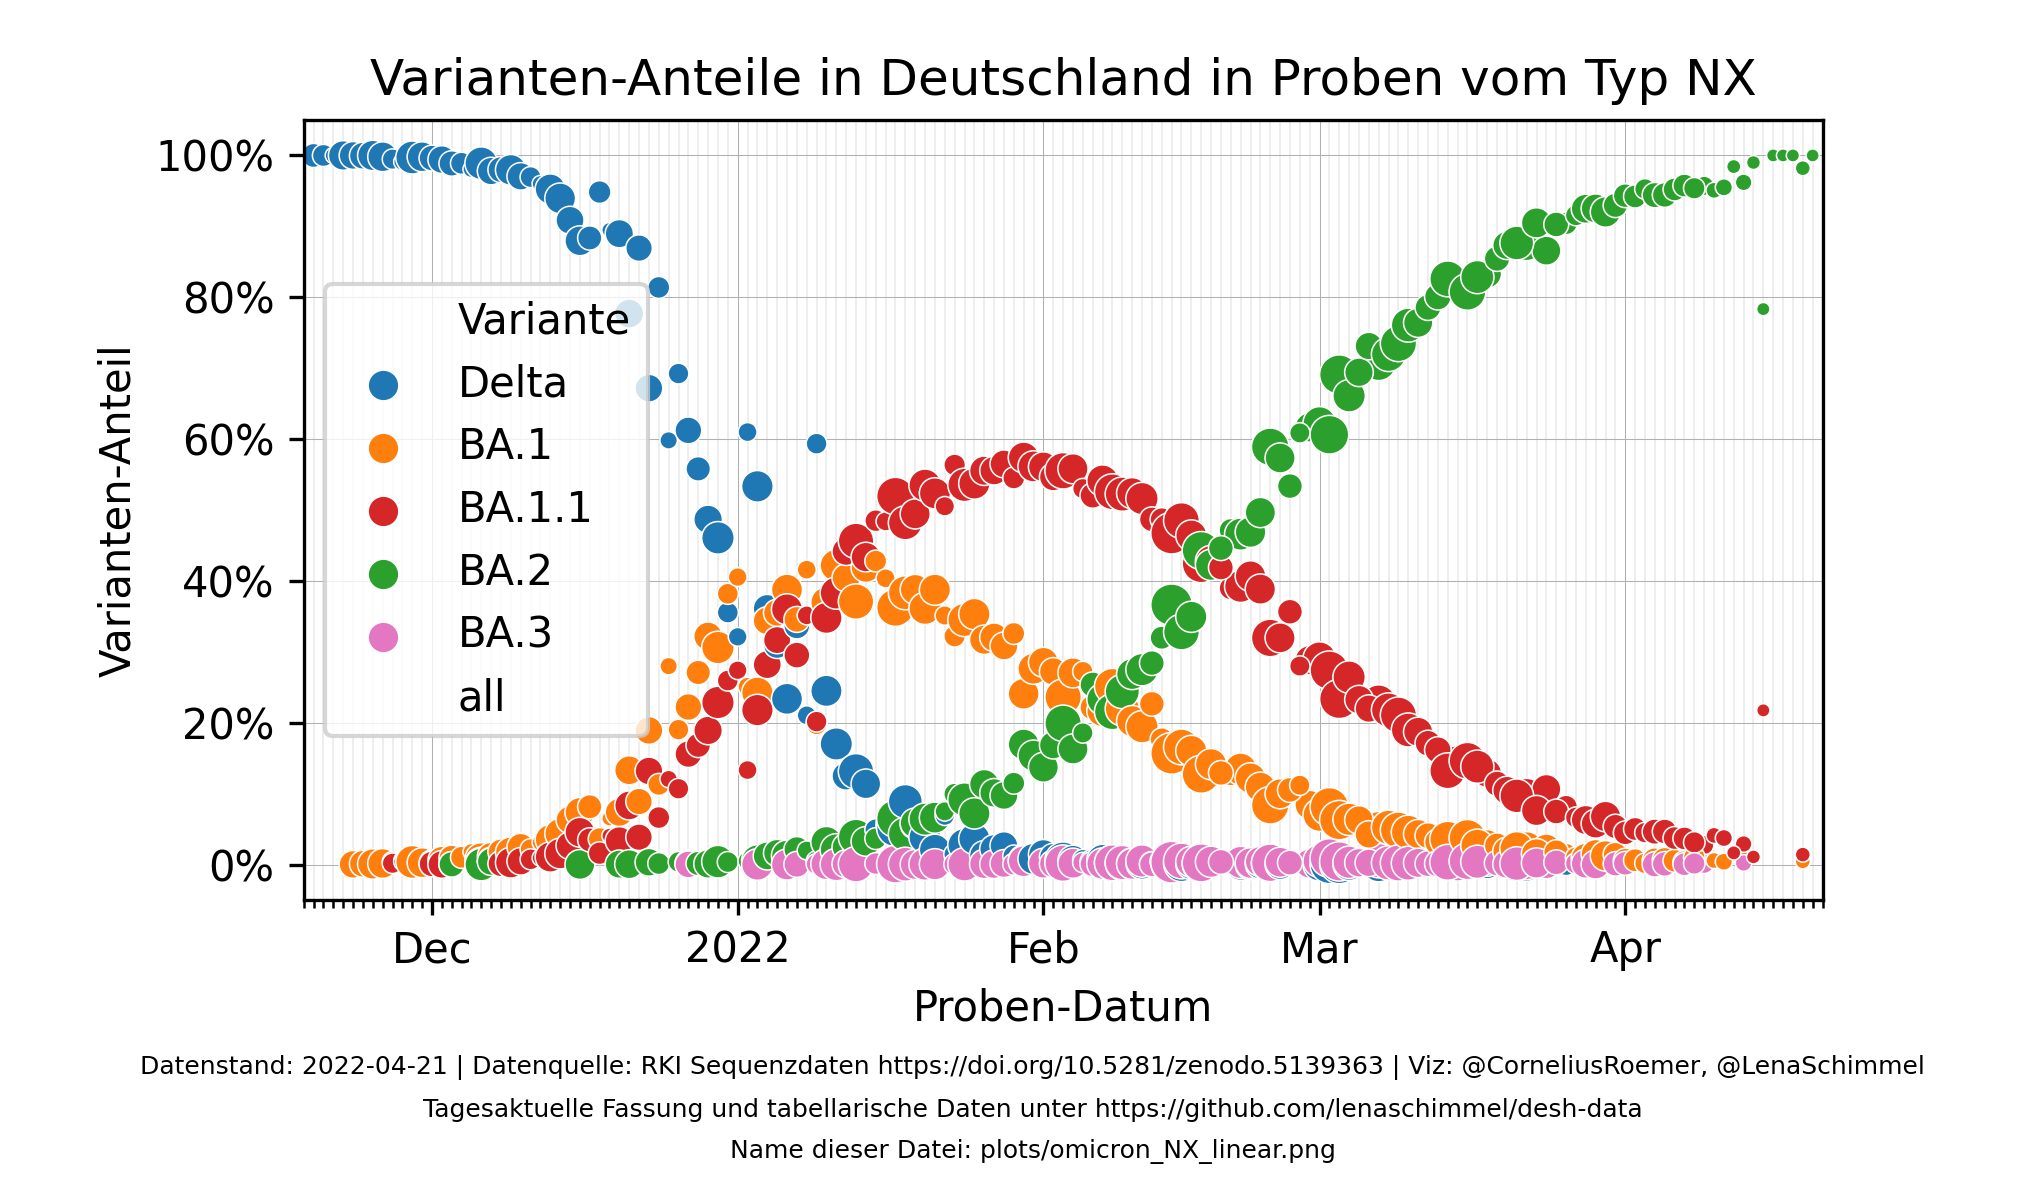 Varianten-Anteile in Deutschland in Proben vom Typ NX
100%
80%
60%
40%
20%
0%
Varianten-Anteil
Variante
Delta
BA.1
BA.1.1
BA.2
BA.3
all
Dec
2022
Feb
Mar
Apr
Proben-Datum
Datenstand: 2022-04-21 | Datenquelle: RKI Sequenzdaten https://doi.org/10.5281/zenodo.5139363 | Viz: @CorneliusRoemer, @LenaSchimmel
Tagesaktuelle Fassung und tabellarische Daten unter https://github.com/lenaschimmel/desh-data
Name dieser Datei: plots/omicron_NX_linear.png